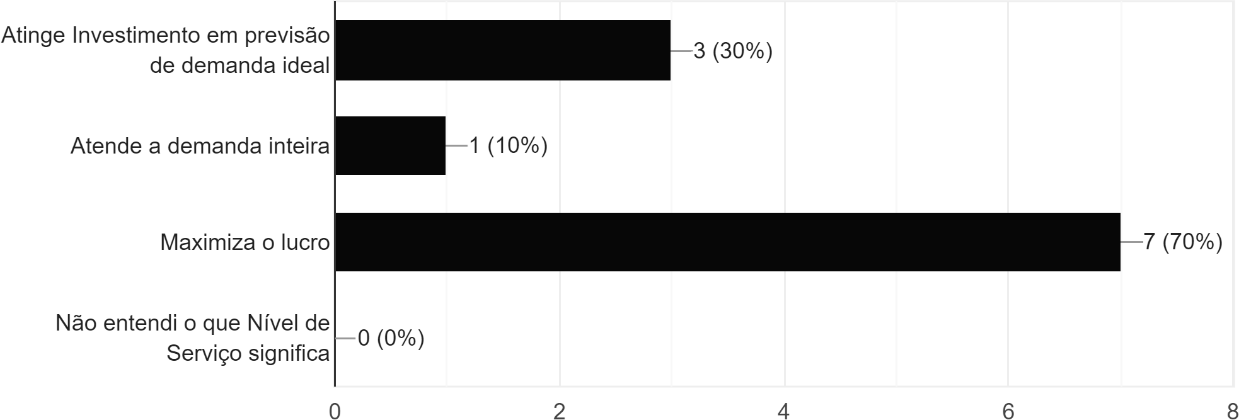 Atinge Investimento em previsão
de demanda ideal
3 (30%)
Atende a demanda inteira
1 (10%)
Maximiza o lucro
7 (70%)
Não entendi o que Nível de
Serviço significa
0 (0%)
0 2 4 6 8